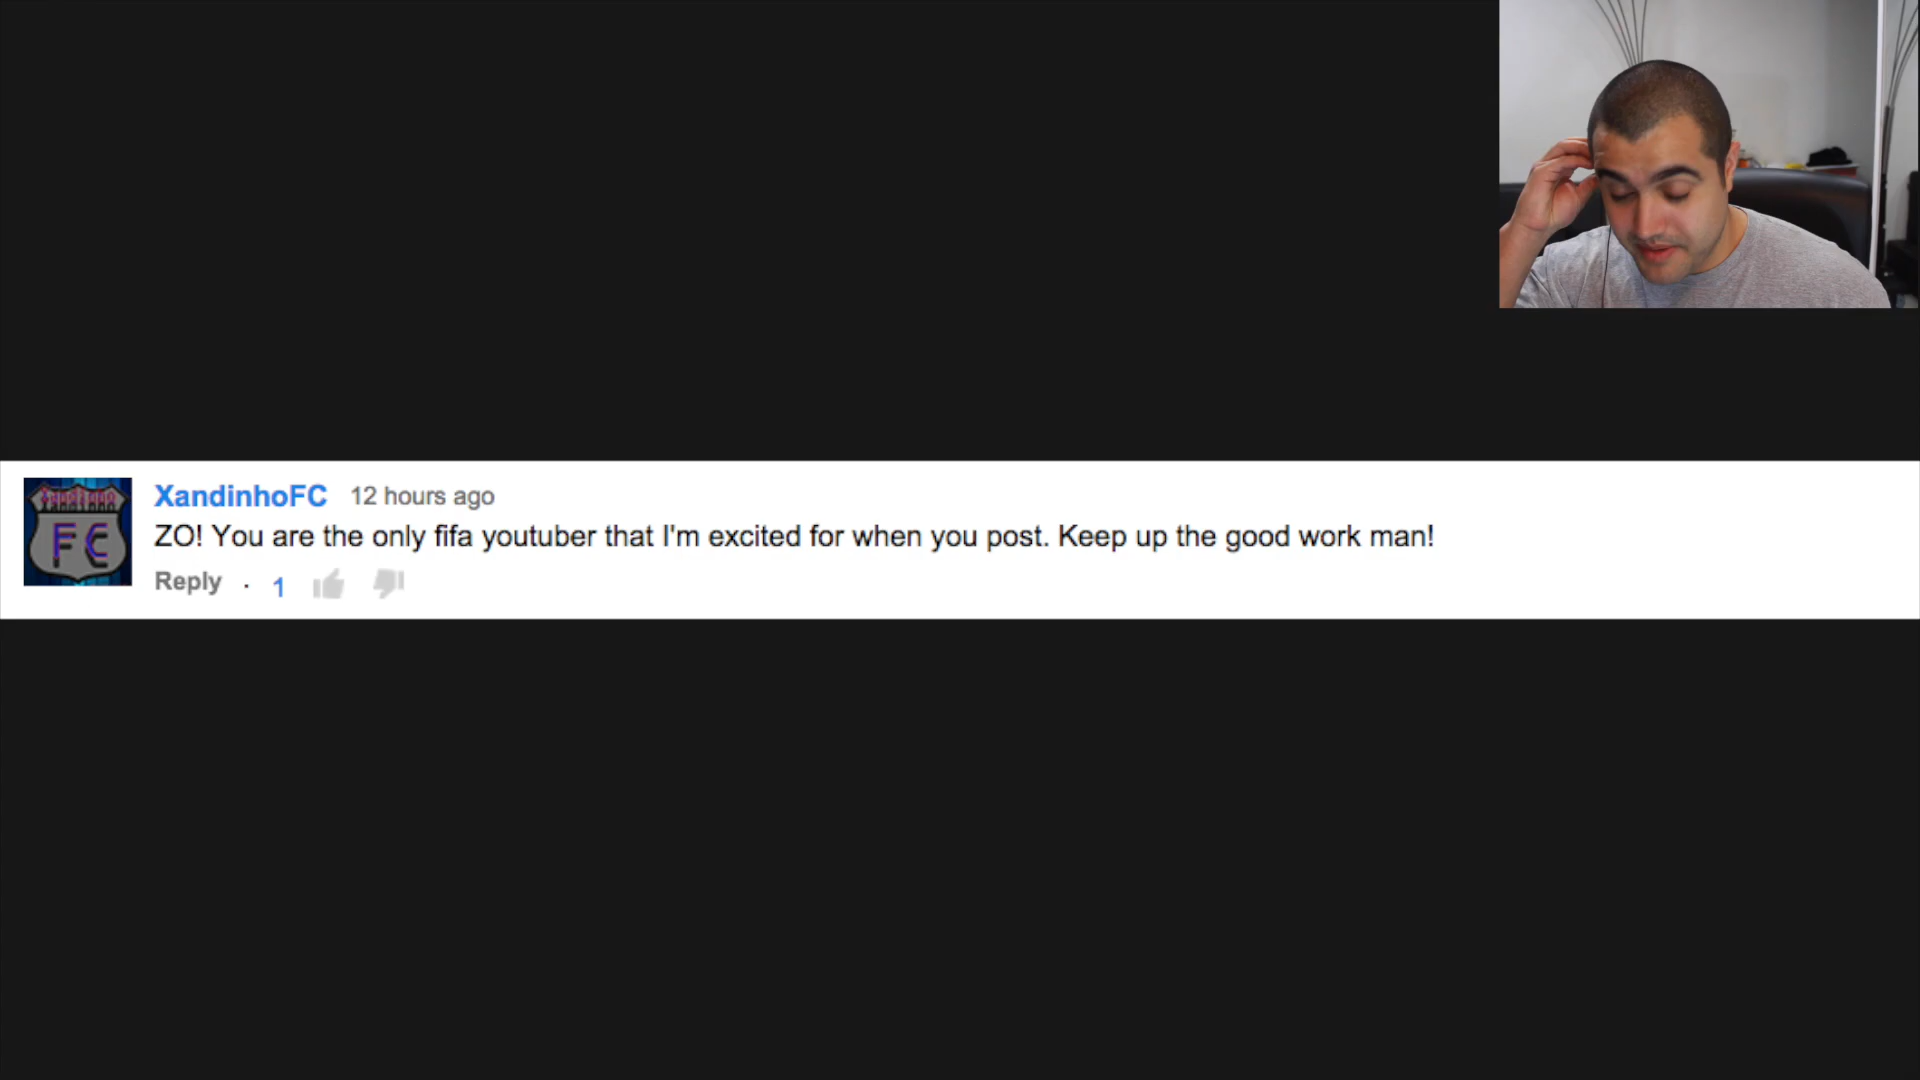 XandinhoFC 12 hours ago
ZO! You are the only fifa youtuber that I'm excited for when you post. Keep up the good work man!
Reply . 1
FC